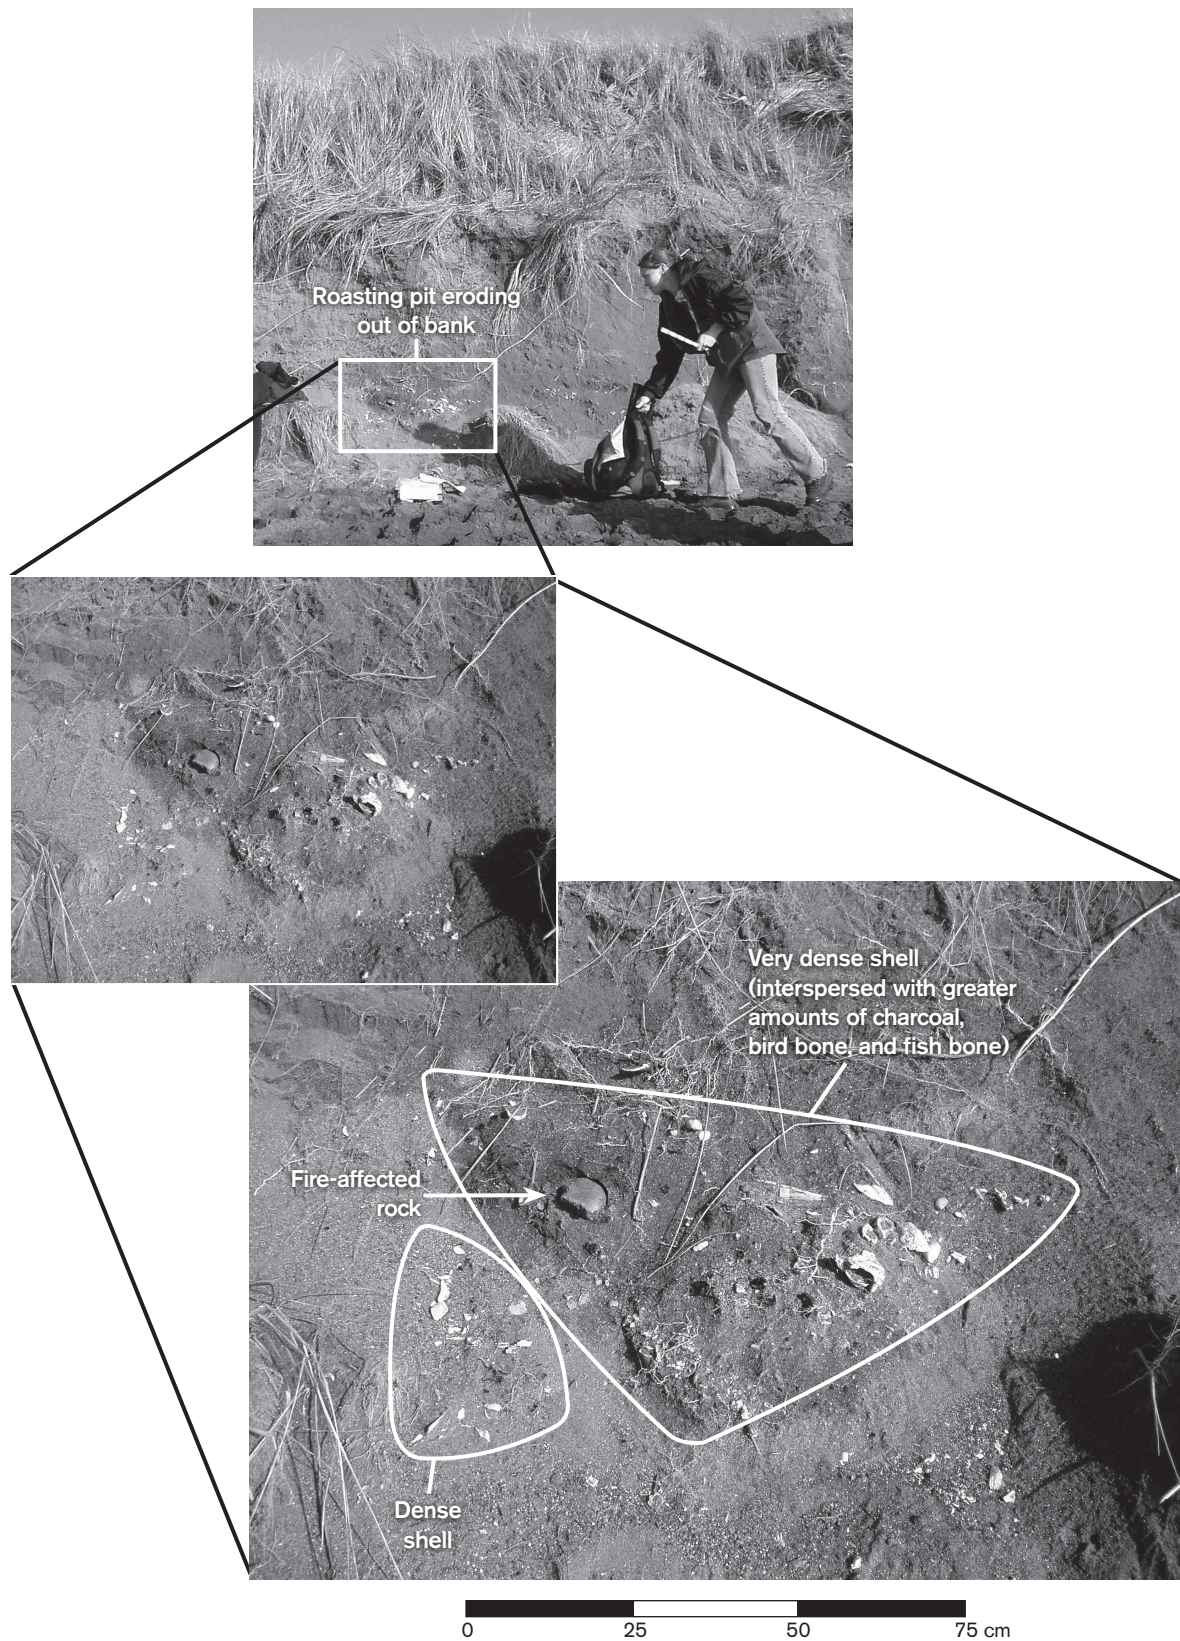 Roasting pit eroding
out of bank
Very dense shell
(interspersed with greater
amounts of charcoal,
bird bone, and fish bone)
Fire-affected
rock
Dense
shell
0 25 50 75 cm